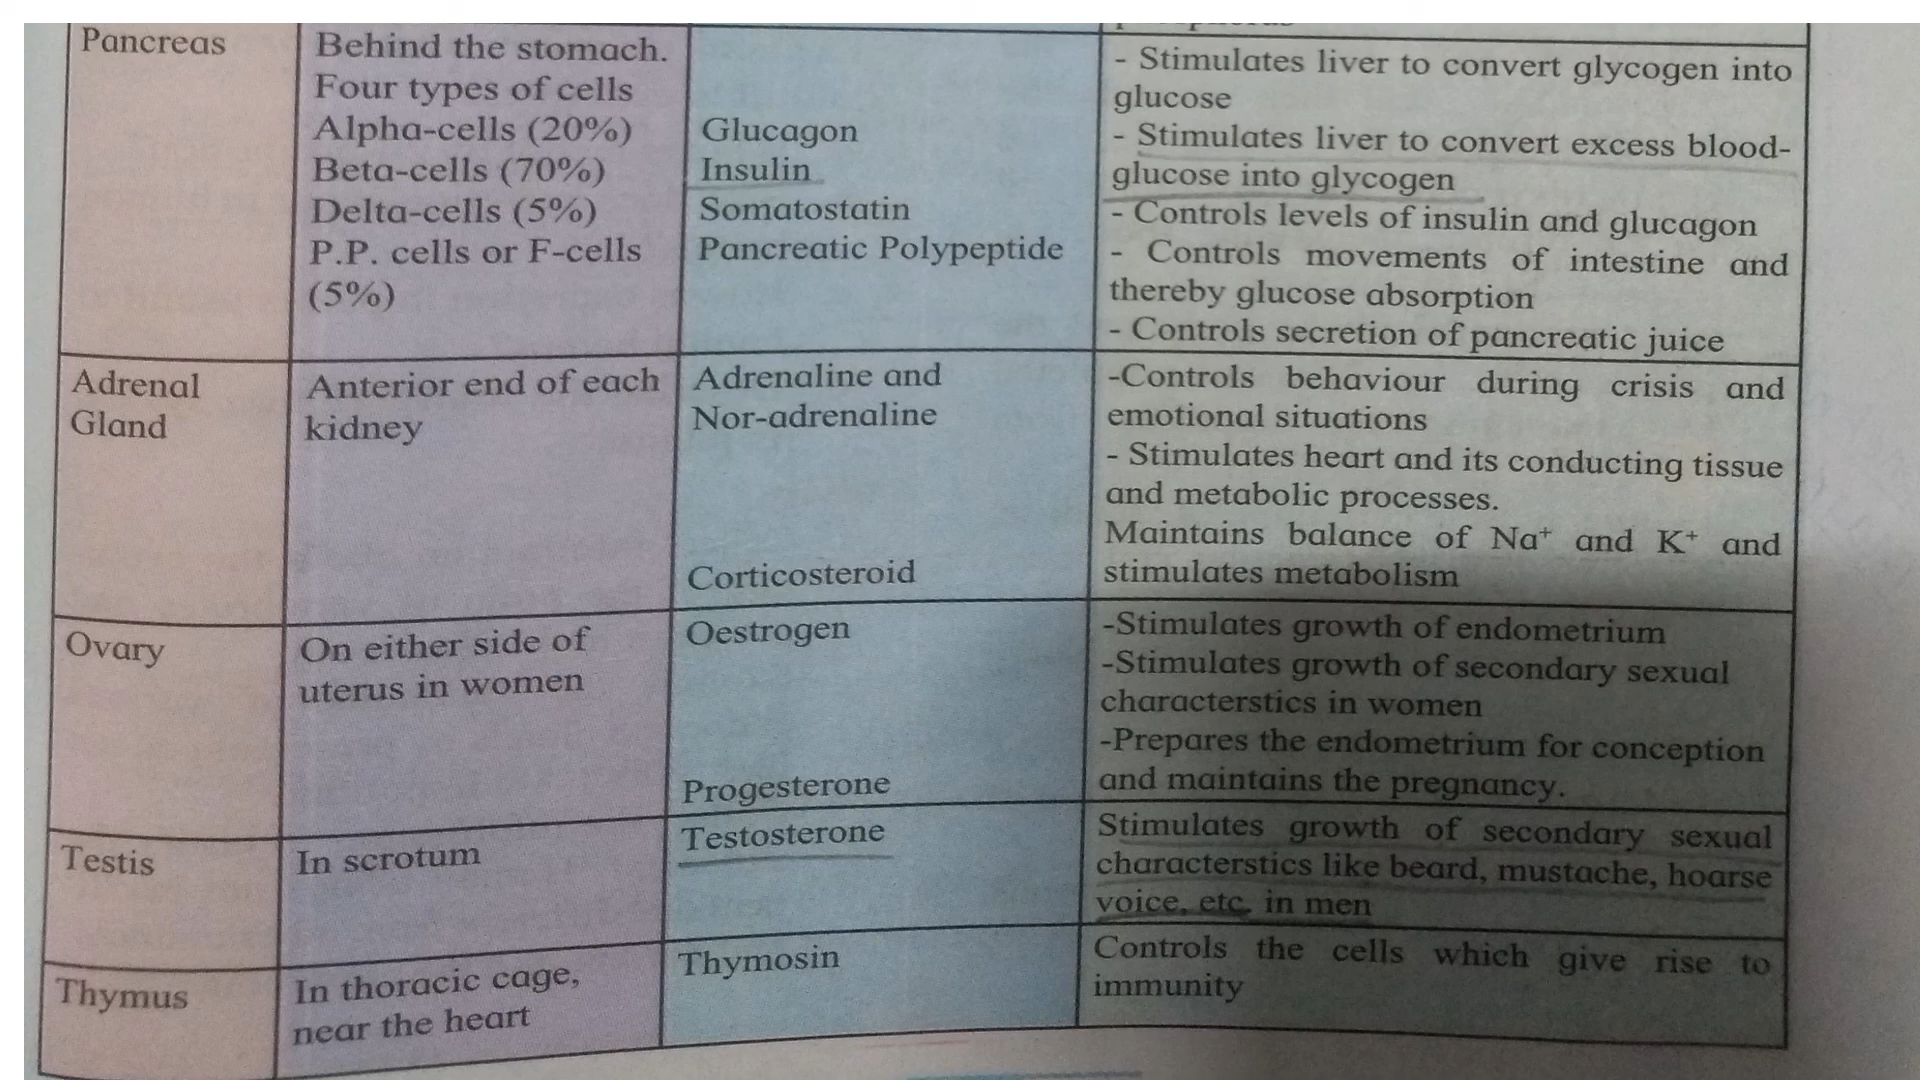 Pancreas
Behind the stomach.
Four types of cells
Alpha-cells (20%)
Beta-cells (70%)
Delta-cells (5%)
P.P. cells or F-cells
(5%)
Glucagon
Insulin
Somatostatin
Pancreatic Polypeptide
- Stimulates liver to convert glycogen into
glucose
- Stimulates liver to convert excess blood-
glucose into glycogen
- Controls levels of insulin and glucagon
- Controls movements of intestine and
thereby glucose absorption
- Controls secretion of pancreatic juice
Adrenal
Gland
Anterior end of each
kidney
Adrenaline and
Nor-adrenaline
Corticosteroid
-Controls behaviour during crisis and
emotional situations
- Stimulates heart and its conducting tissue
and metabolic processes.
Maintains balance of Na⁺ and K⁺ and
stimulates metabolism
Ovary
On either side of
uterus in women
Oestrogen
Progesterone
-Stimulates growth of endometrium
-Stimulates growth of secondary sexual
characterstics in women
-Prepares the endometrium for conception
and maintains the pregnancy.
Testis
In scrotum
Testosterone
Stimulates growth of secondary sexual
characterstics like beard, mustache, hoarse
voice, etc. in men
Thymus
In thoracic cage,
near the heart
Thymosin
Controls the cells which give rise to
immunity